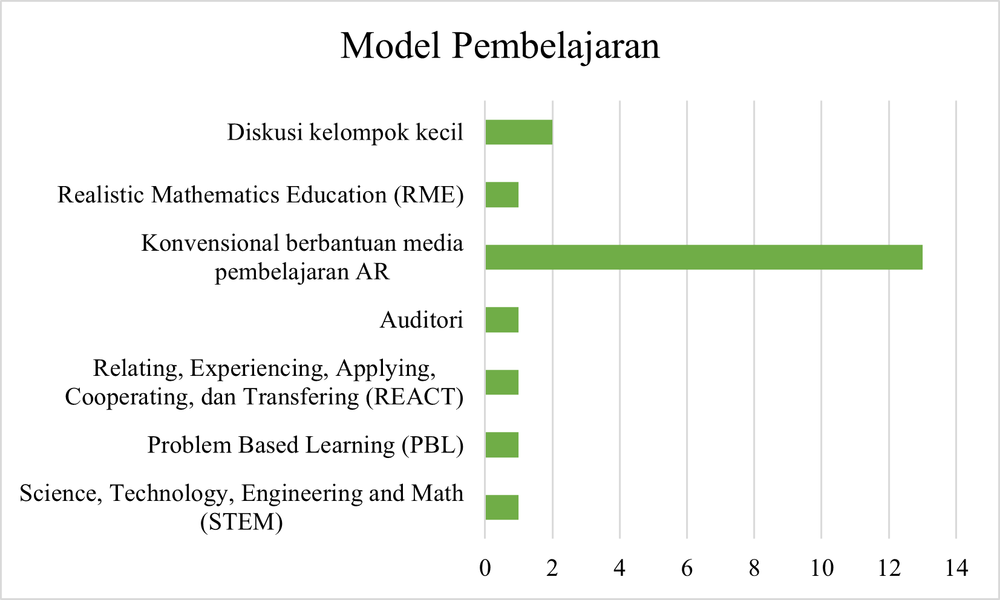 Model Pembelajaran
Diskusi kelompok kecil
Realistic Mathematics Education (RME)
Konvensional berbantuan media
pembelajaran AR
Auditori
Relating, Experiencing, Applying,
Cooperating, dan Transfering (REACT)
Problem Based Learning (PBL)
Science, Technology, Engineering and Math
(STEM)
0 2 4 6 8 10 12 14